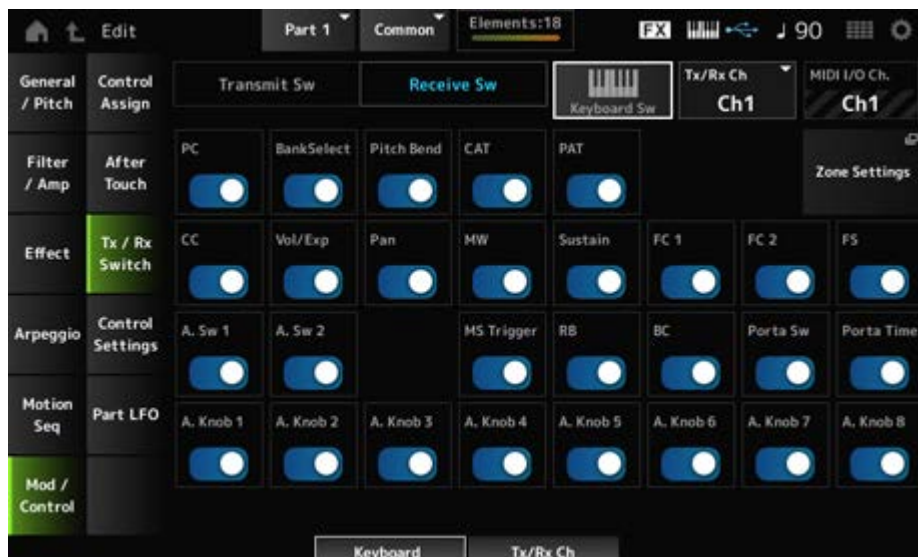 Edit
Part 1
Common
Elements:18
FX
90
General / Pitch
Control Assign
Transmit Sw
Receive Sw
Keyboard Sw
Tx/Rx Ch
Ch1
MIDI I/O Ch.
Ch1
Filter / Amp
After Touch
PC
BankSelect
Pitch Bend
CAT
PAT
Zone Settings
Effect
Tx / Rx Switch
CC
Vol/Exp
Pan
MW
Sustain
FC 1
FC 2
FS
Arpeggio
Control Settings
A. Sw 1
A. Sw 2
MS Trigger
RB
BC
Porta Sw
Porta Time
Motion Seq
Part LFO
A. Knob 1
A. Knob 2
A. Knob 3
A. Knob 4
A. Knob 5
A. Knob 6
A. Knob 7
A. Knob 8
Mod / Control
Keyboard
Tx/Rx Ch